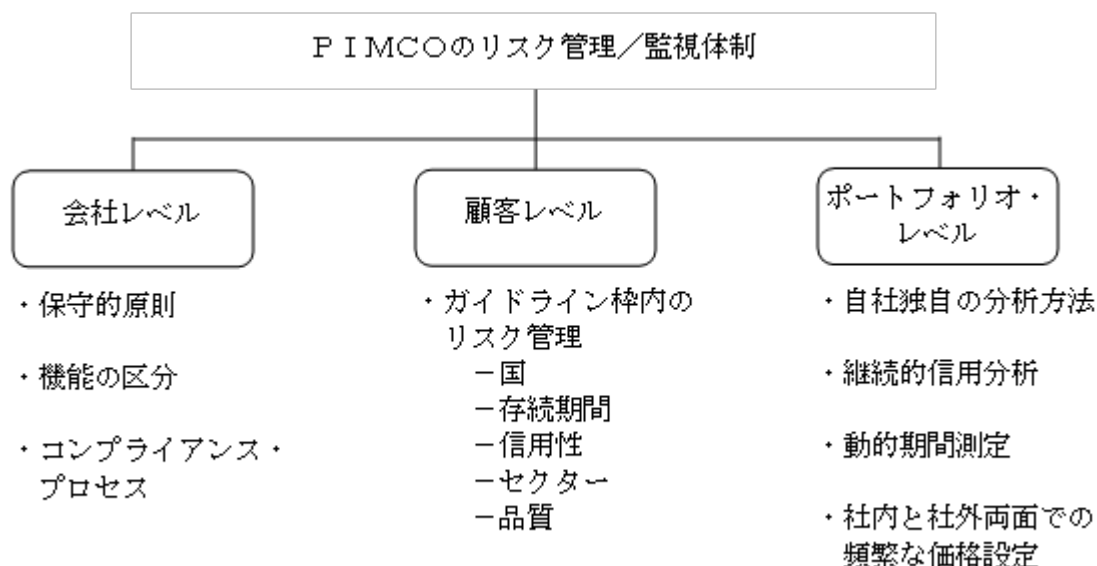 ＰＩＭＣＯのリスク管理／監視体制
会社レベル
・保守的原則
・機能の区分
・コンプライアンス・
プロセス
顧客レベル
・ガイドライン枠内の
リスク管理
－国
－存続期間
－信用性
－セクター
－品質
ポートフォリオ・
レベル
・自社独自の分析方法
・継続的信用分析
・動的期間測定
・社内と社外両面での
頻繁な価格設定